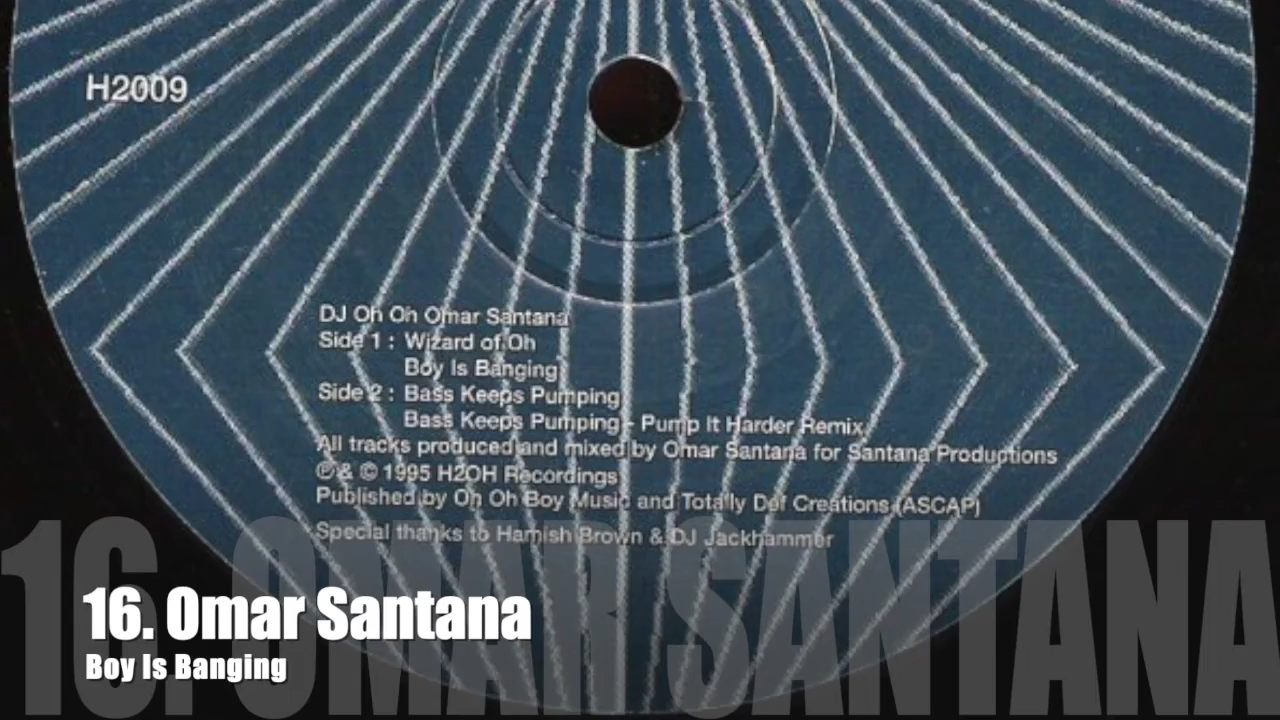 H2009
DJ Oh Oh Omar Santana
Side 1 : Wizard of Oh
Boy Is Banging
Side 2 : Bass Keeps Pumping
Bass Keeps Pumping - Pump It Harder Remix
All tracks produced and mixed by Omar Santana for Santana Productions
℗ & © 1995 H2OH Recordings
Published by Oh Oh Boy Music and Totally Def Creations (ASCAP)
Special thanks to Hamish Brown & DJ Jackhammer
16. OMAR SANTANA
16. Omar Santana
Boy Is Banging